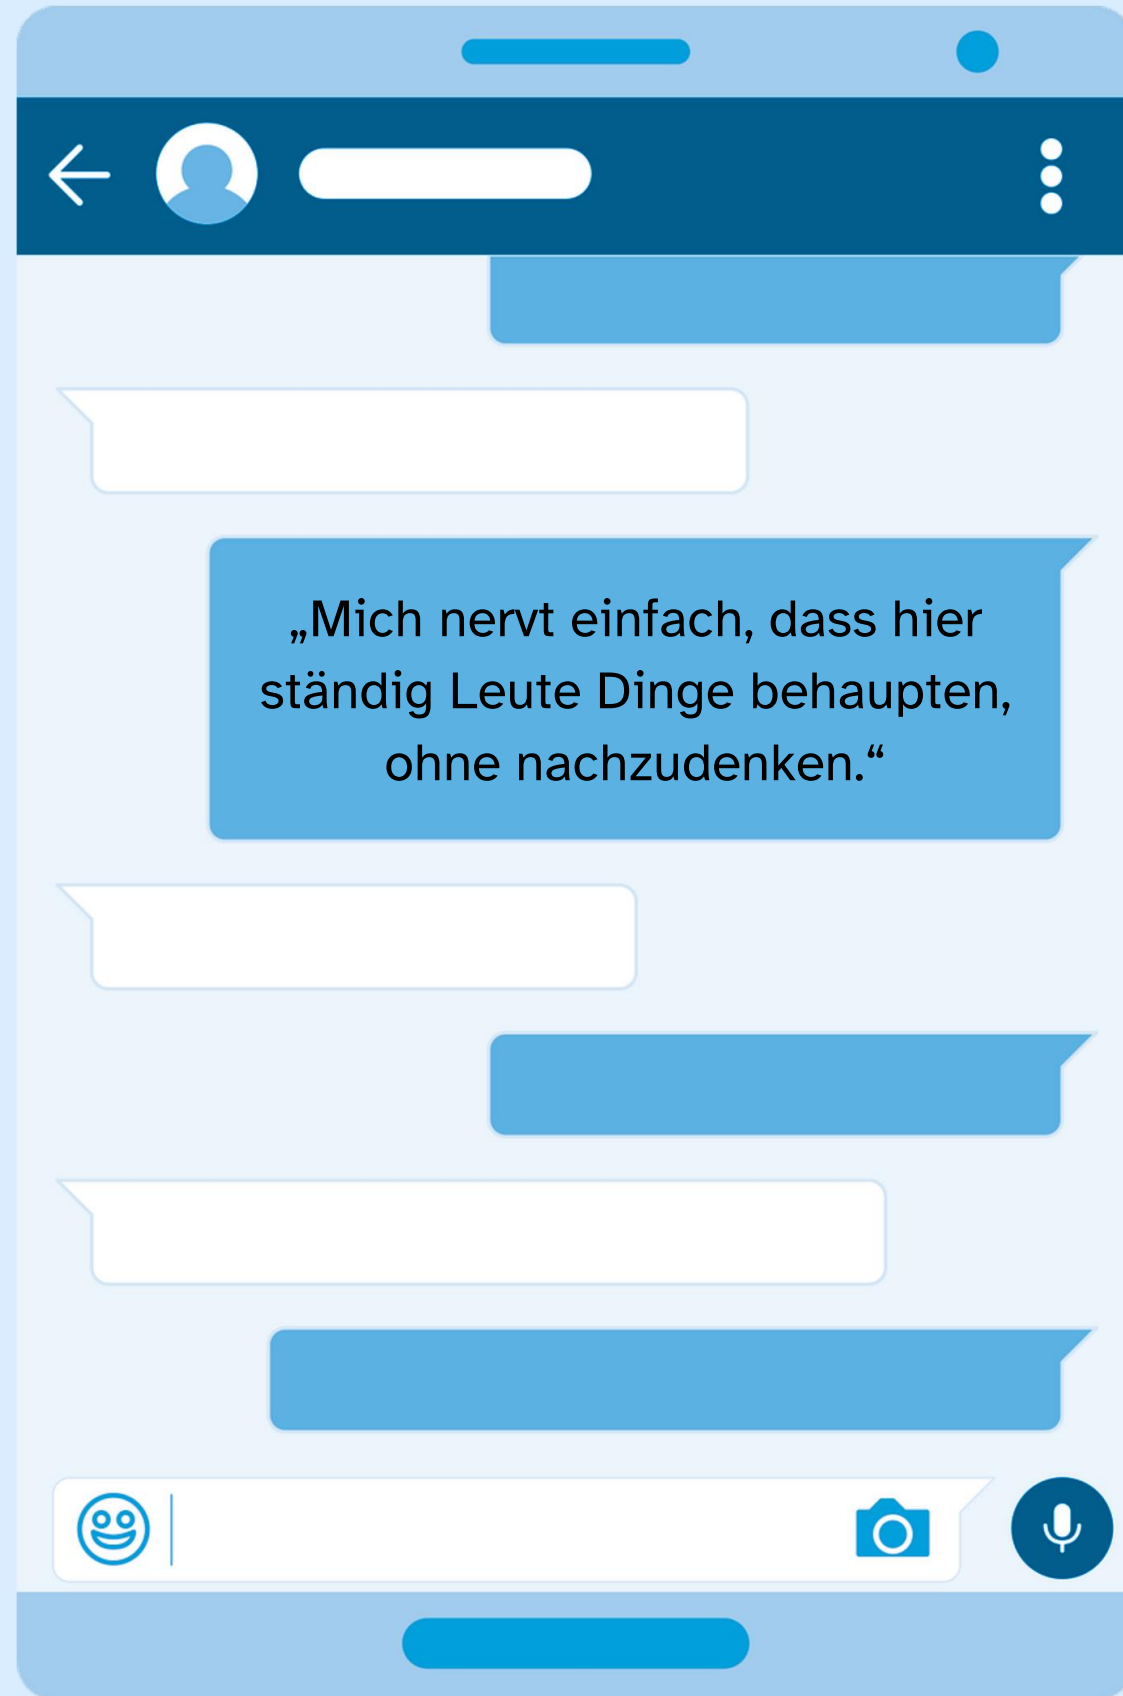 „Mich nervt einfach, dass hier
ständig Leute Dinge behaupten,
ohne nachzudenken.“